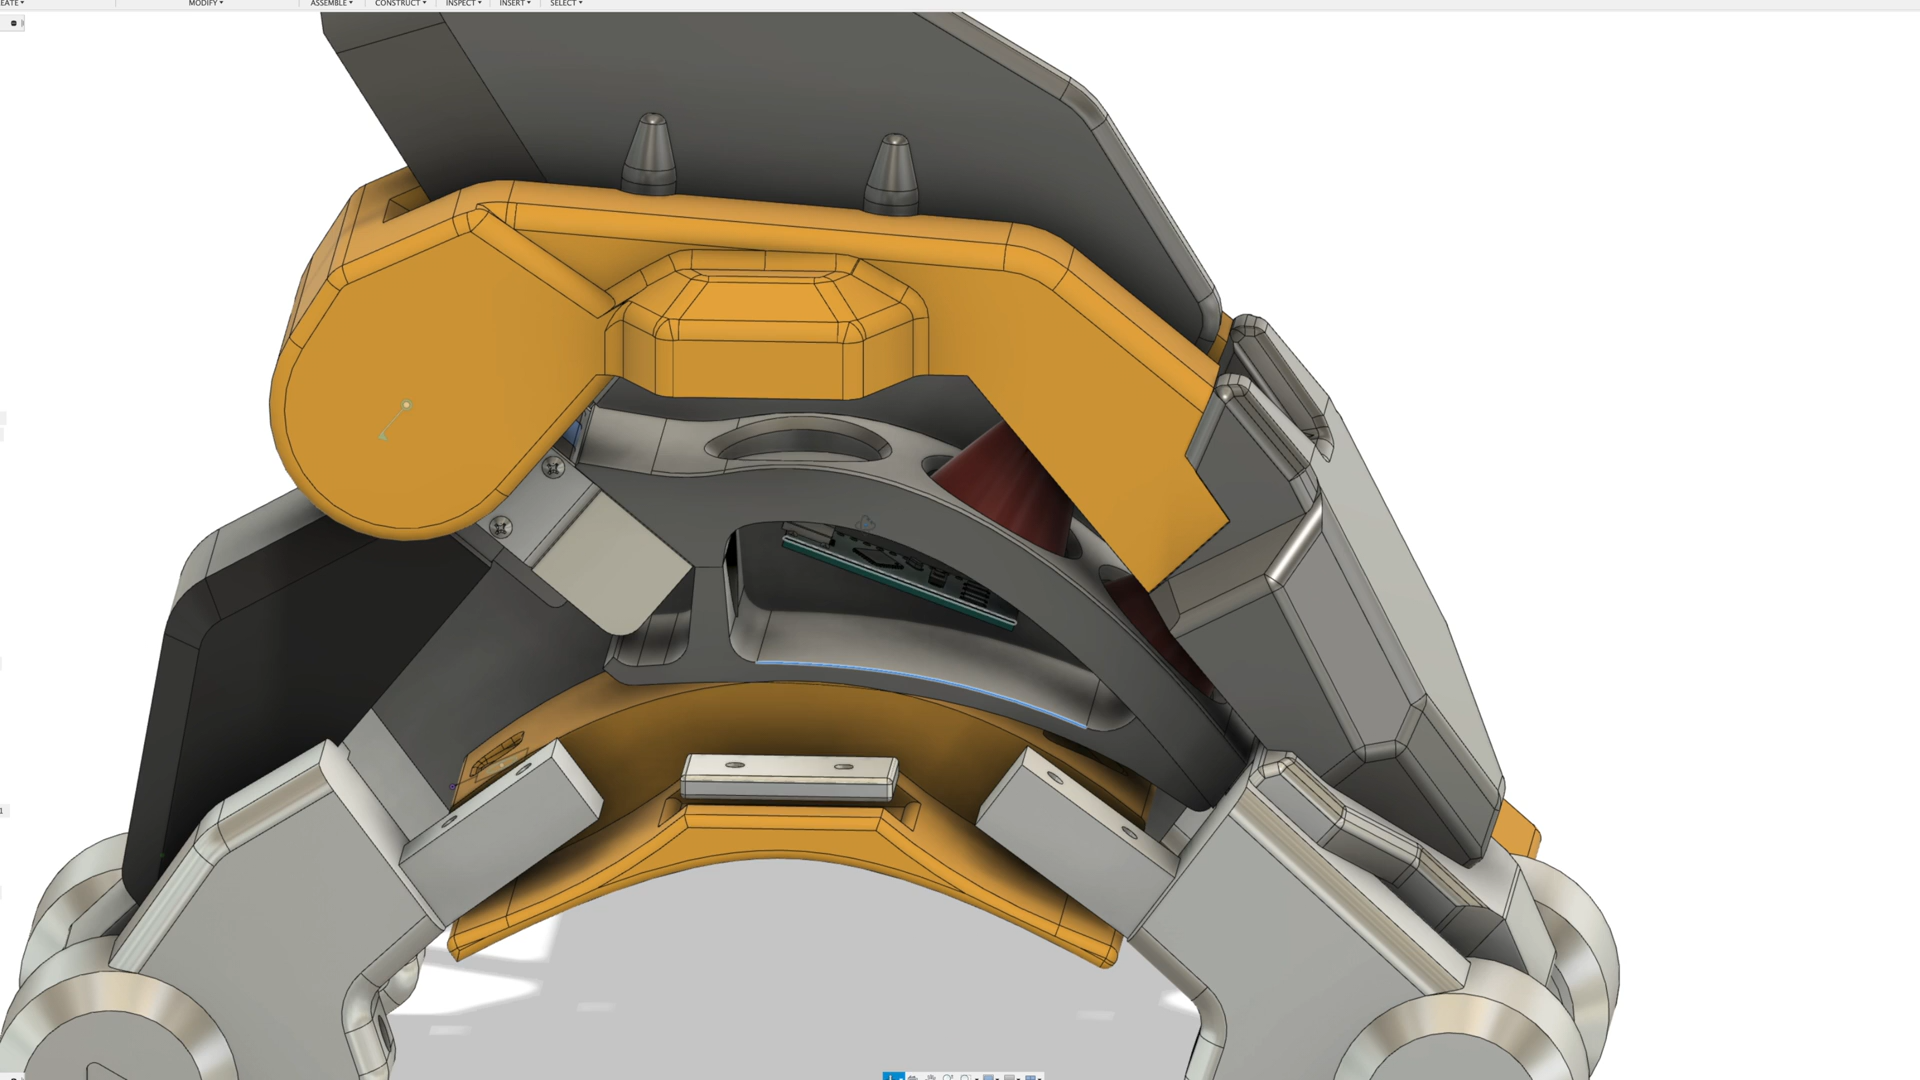 EATE▾ MODIFY▾ ASSEMBLE▾ CONSTRUCT▾ INSPECT▾ INSERT▾ SELECT▾